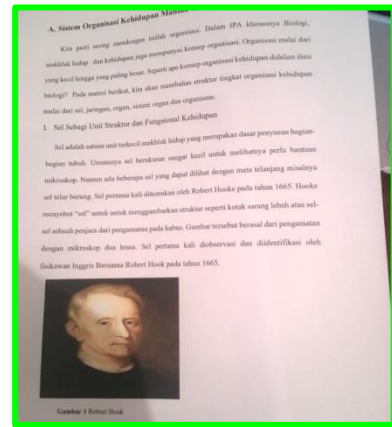 A. Sistem Organisasi Kehidupan
Kita pasti sering mendengan istilah organisasi. Dalam IPA khususnya Biologi,
makhluk hidup dan kehidupan juga mempunyai konsep organisasi. Organisasi mulai dari
yang kecil hingga yang paling besar. Seperti apa konsep organisasi kehidupan didalam ilmu
biologi? Pada materi berikut, kita akan membahas struktur tingkat organisasi kehidupan
mulai dari sel, jaringan, organ, sistem organ dan organisme.
1. Sel Sebagi Unit Struktur dan Fungsional Kehidupan
Sel adalah satuan unit terkecil makhluk hidup yang merupakan dasar penyusun bagian-
bagian tubuh. Umumnya sel berukuran sangat kecil untuk melihatnya perlu bantuan
mikroskop. Namun ada beberapa sel yang dapat dilihat dengan mata telanjang misalnya
sel telur burung. Sel pertama kali ditemukan oleh Robert Hooke pada tahun 1665. Hooke
menyebut "sel" untuk untuk menggambarkan struktur seperti kotak sarang lebah atau sel-
sel sebuah penjara dari pengamatan pada kabus. Gambar tersebut berasal dari pengamatan
dengan mikroskop dua lensa. Sel pertama kali diobservasi dan diidentifikasi oleh
fisikawan Inggris Bernama Robert Hook pada tahun 1665.
Gambar 1 Robert Hook